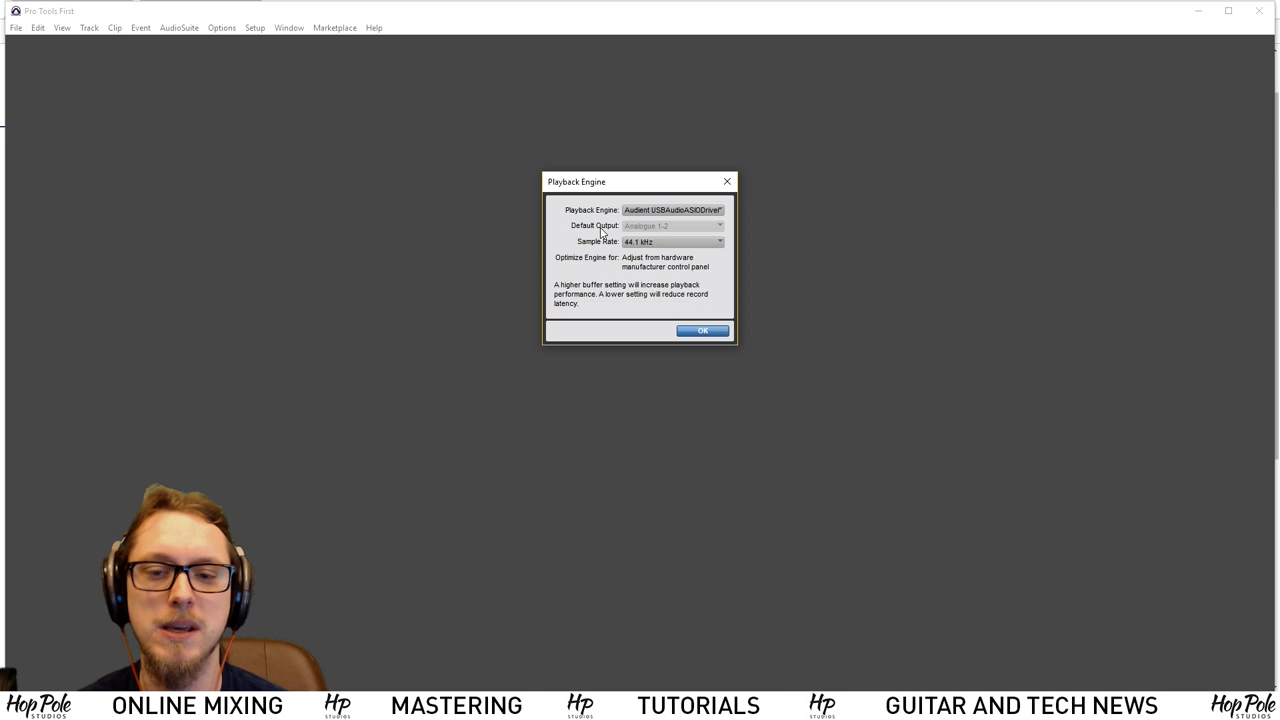 Pro Tools First
File Edit View Track Clip Event AudioSuite Options Setup Window Marketplace Help
Playback Engine
Playback Engine: Audient USBAudioASIODriver
Default Output: Analogue 1-2
Sample Rate: 44.1 kHz
Optimize Engine for: Adjust from hardware
manufacturer control panel
A higher buffer setting will increase playback
performance. A lower setting will reduce record
latency.
OK
Hop Pole STUDIOS ONLINE MIXING Hp STUDIOS MASTERING Hp STUDIOS TUTORIALS Hp STUDIOS GUITAR AND TECH NEWS Hop Pole STUDIOS